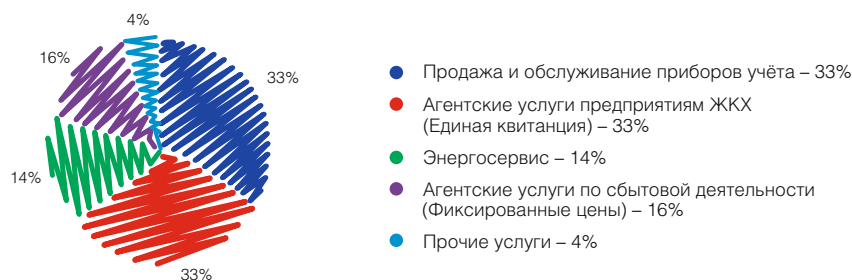 4%
16%
33%
14%
33%
Продажа и обслуживание приборов учёта – 33%
Агентские услуги предприятиям ЖКХ
(Единая квитанция) – 33%
Энергосервис – 14%
Агентские услуги по сбытовой деятельности
(Фиксированные цены) – 16%
Прочие услуги – 4%